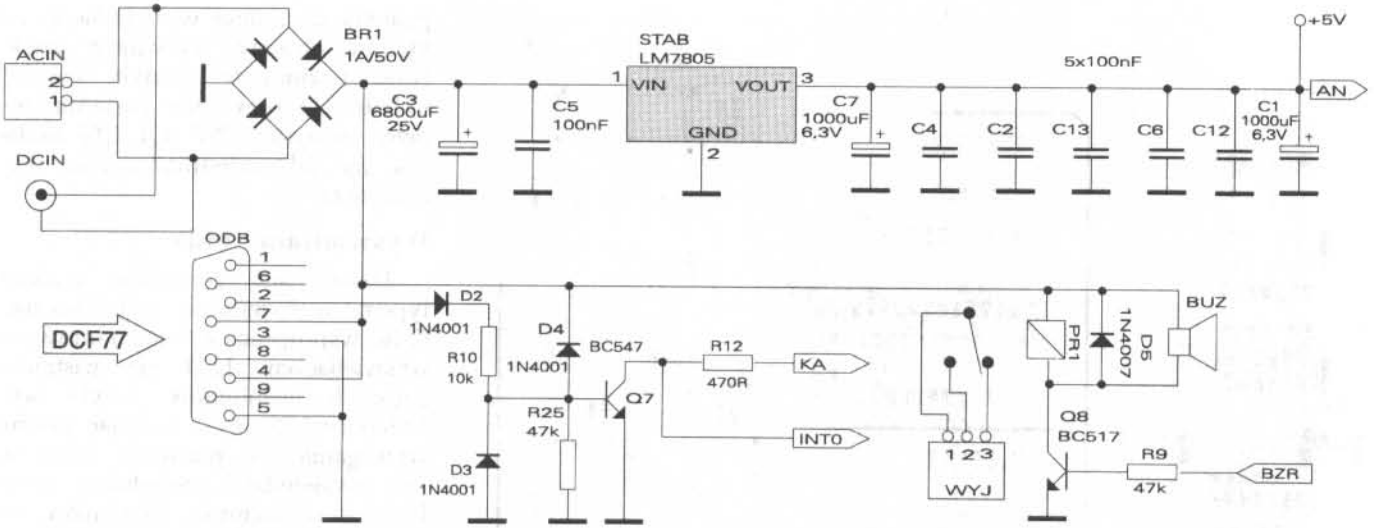 +5V
BR1
1A/50V
ACIN
2
1
STAB
LM7805
1
VIN
VOUT
3
GND
2
5x100nF
AN
C3
6800uF
25V
+
C5
100nF
C7
1000uF
6,3V
+
C4
C2
C13
C6
C12
C1
1000uF
6,3V
+
DCIN
ODB
1
6
2
7
3
8
4
9
5
DCF77
D2
1N4001
R10
10k
D4
1N4001
BC547
Q7
R25
47k
D3
1N4001
R12
470R
KA
INT0
1 2 3
WYJ
PR1
1N4007
D5
BUZ
Q8
BC517
R9
47k
BZR